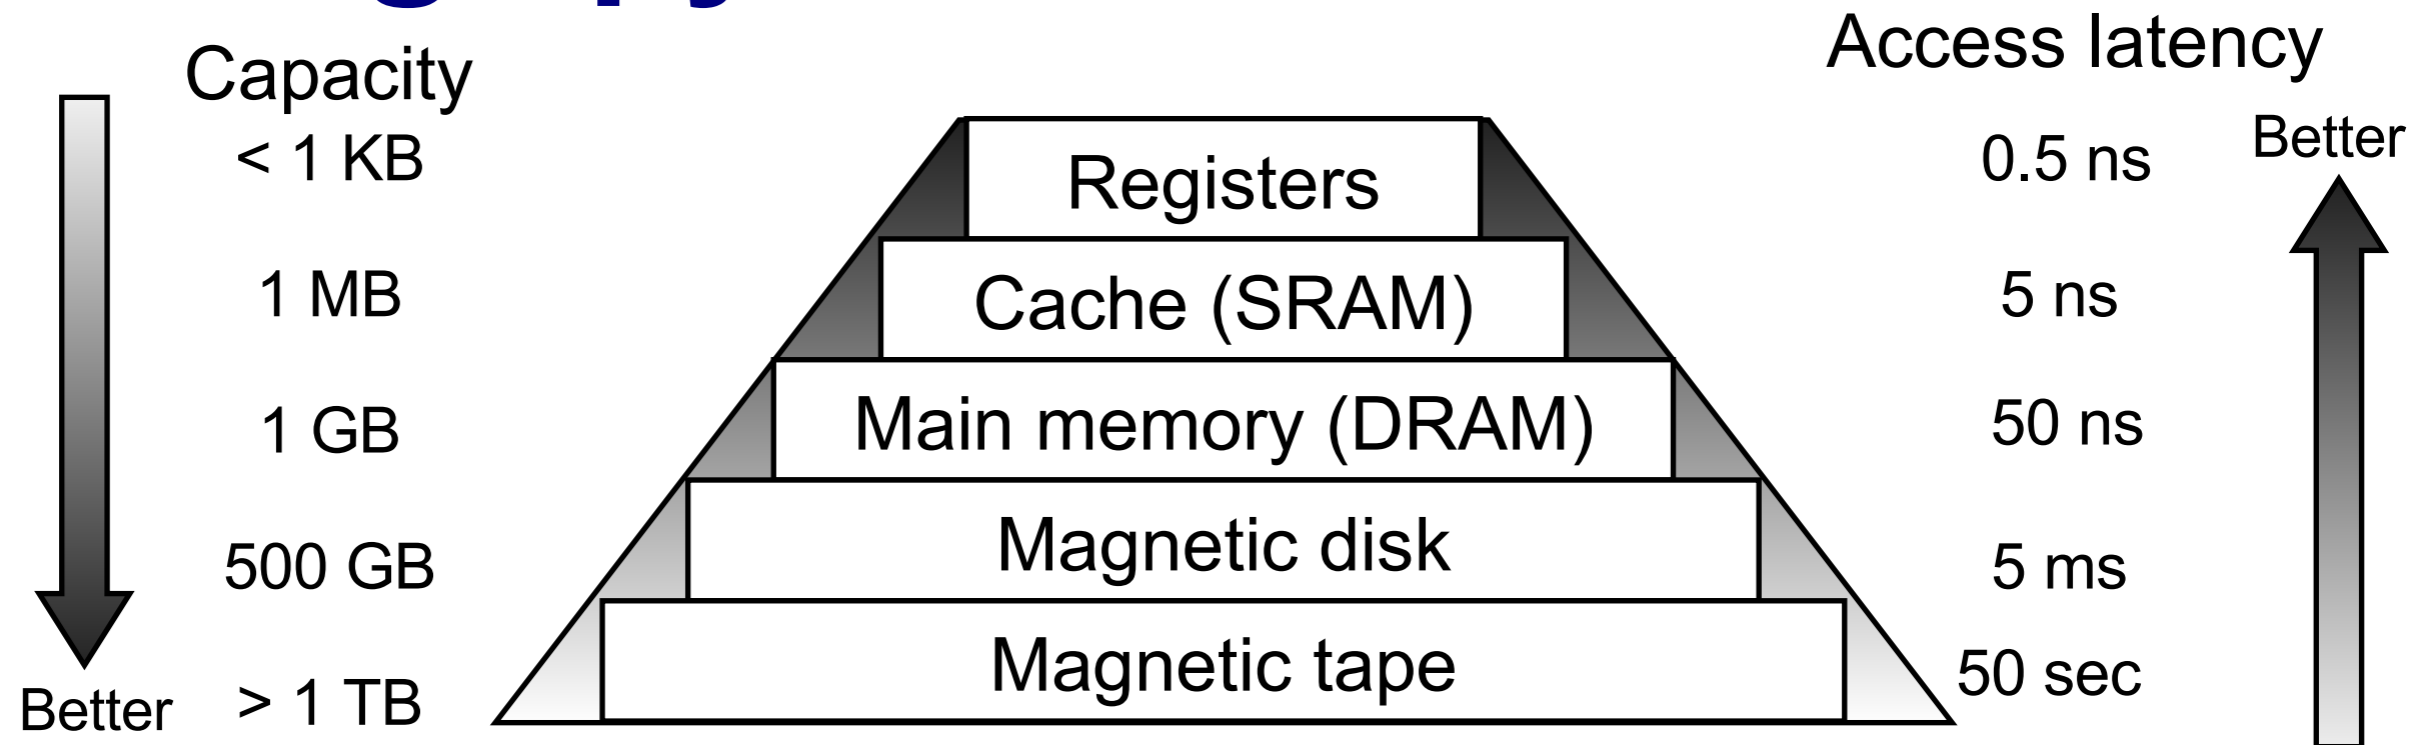 Capacity
Access latency
< 1 KB
Registers
0.5 ns
Better
1 MB
Cache (SRAM)
5 ns
1 GB
Main memory (DRAM)
50 ns
500 GB
Magnetic disk
5 ms
Better
> 1 TB
Magnetic tape
50 sec